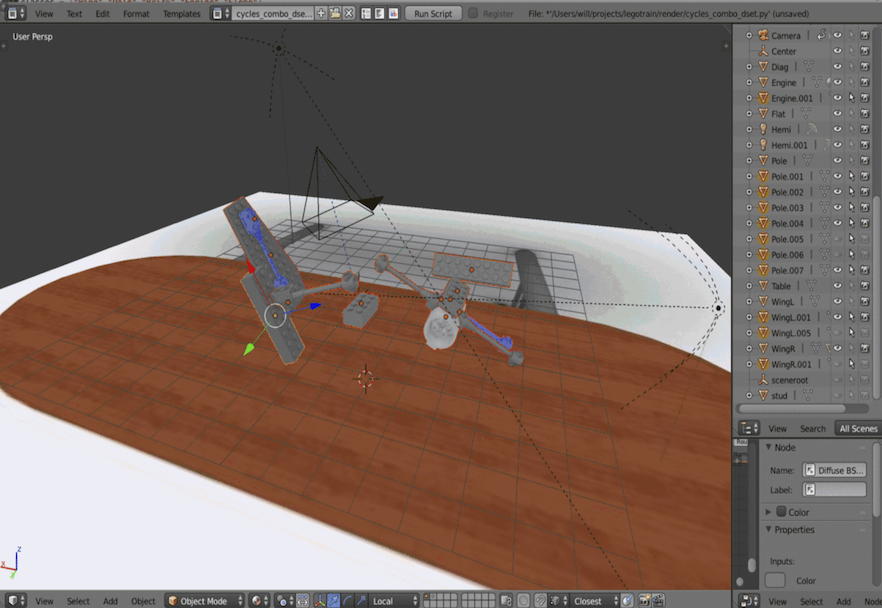 View Text Edit Format Templates cycles_combo_dse... Run Script Register File: *'/Users/will/projects/legotrain/render/cycles_combo_dset.py' (unsaved)
User Persp
Camera
Center
Diag
Engine
Engine.001
Flat
Hemi
Hemi.001
Pole
Pole.001
Pole.002
Pole.003
Pole.004
Pole.005
Pole.006
Pole.007
Table
WingL
WingL.001
WingL.005
WingR
WingR.001
sceneroot
stud
View Search All Scenes
Node
Name: Diffuse BS...
Label:
Color
Properties
Inputs:
Color
z
x
View Select Add Object Object Mode Local Closest
View Select Add Node